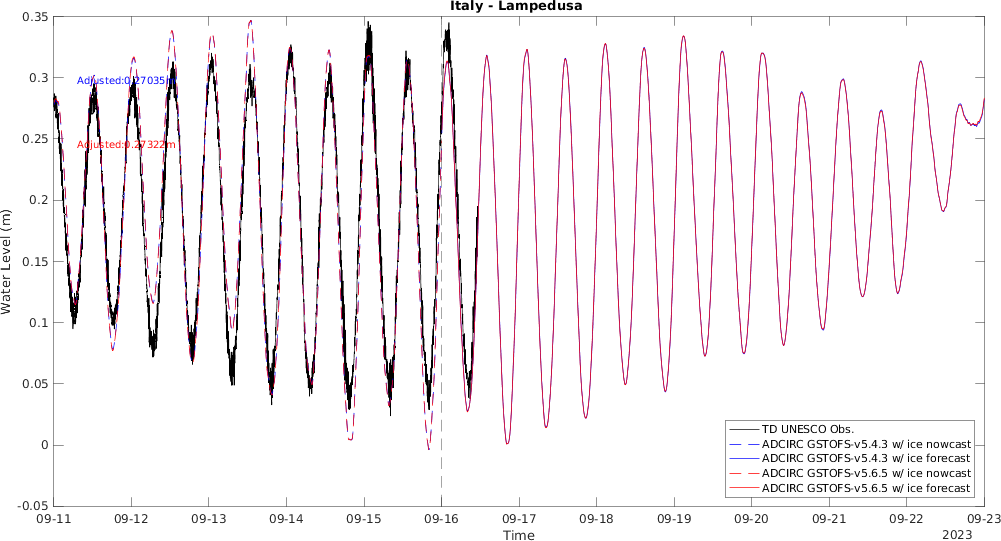 Italy - Lampedusa
0.35
0.3
0.25
0.2
0.15
0.1
0.05
0
-0.05
Water Level (m)
Adjusted:0.27035m
Adjusted:0.27322m
TD UNESCO Obs.
ADCIRC GSTOFS-v5.4.3 w/ ice nowcast
ADCIRC GSTOFS-v5.4.3 w/ ice forecast
ADCIRC GSTOFS-v5.6.5 w/ ice nowcast
ADCIRC GSTOFS-v5.6.5 w/ ice forecast
09-11 09-12 09-13 09-14 09-15 09-16 09-17 09-18 09-19 09-20 09-21 09-22 09-23
Time
2023